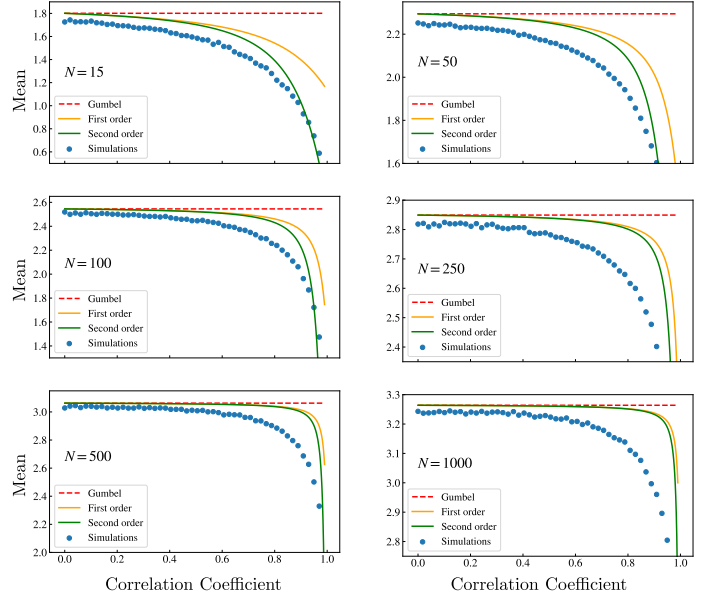 1.8
1.6
1.4
1.2
1.0
0.8
0.6
Mean
N = 15
Gumbel
First order
Second order
Simulations
2.2
2.0
1.8
1.6
N = 50
Gumbel
First order
Second order
Simulations
2.6
2.4
2.2
2.0
1.8
1.6
1.4
Mean
N = 100
Gumbel
First order
Second order
Simulations
2.9
2.8
2.7
2.6
2.5
2.4
N = 250
Gumbel
First order
Second order
Simulations
3.0
2.8
2.6
2.4
2.2
2.0
Mean
N = 500
Gumbel
First order
Second order
Simulations
0.0 0.2 0.4 0.6 0.8 1.0
Correlation Coefficient
3.3
3.2
3.1
3.0
2.9
2.8
N = 1000
Gumbel
First order
Second order
Simulations
0.0 0.2 0.4 0.6 0.8 1.0
Correlation Coefficient